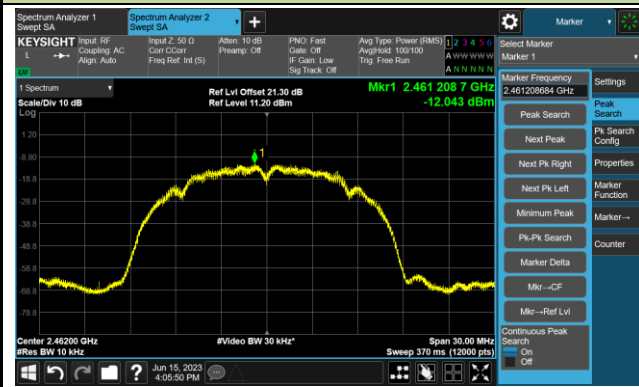 Spectrum Analyzer 1
Swept SA
Spectrum Analyzer 2
Swept SA
+
Marker
KEYSIGHT
L
LXI
Input: RF
Coupling: AC
Align: Auto
Input Z: 50 Ω
Corr CCorr
Freq Ref: Int (S)
Atten: 10 dB
Preamp: Off
PNO: Fast
Gate: Off
IF Gain: Low
Sig Track: Off
Avg Type: Power (RMS)
Avg|Hold: 100/100
Trig: Free Run
1 2 3 4 5 6
A W W W W W
A N N N N N
Select Marker
Marker 1
1 Spectrum
Scale/Div 10 dB
Log
Ref Lvl Offset 21.30 dB
Ref Level 11.20 dBm
Mkr1 2.461 208 7 GHz
-12.043 dBm
1.20
-8.80
-18.8
-28.8
-38.8
-48.8
-58.8
-68.8
-78.8
1
Center 2.46200 GHz
#Res BW 10 kHz
#Video BW 30 kHz*
Span 30.00 MHz
Sweep 370 ms (12000 pts)
Marker Frequency
2.461208684 GHz
Peak Search
Next Peak
Next Pk Right
Next Pk Left
Minimum Peak
Pk-Pk Search
Marker Delta
Mkr→CF
Mkr→Ref Lvl
Continuous Peak
Search
On
Off
Settings
Peak
Search
Pk Search
Config
Properties
Marker
Function
Marker→
Counter
?
Jun 15, 2023
4:05:50 PM